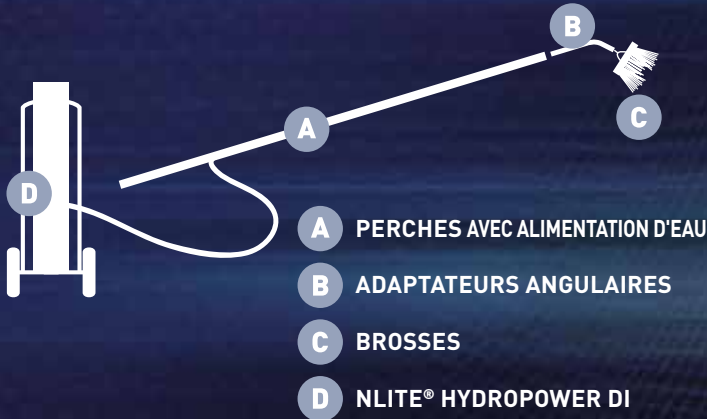 B
C
A
D
A PERCHES AVEC ALIMENTATION D'EAU
B ADAPTATEURS ANGULAIRES
C BROSSES
D NLITE® HYDROPOWER DI